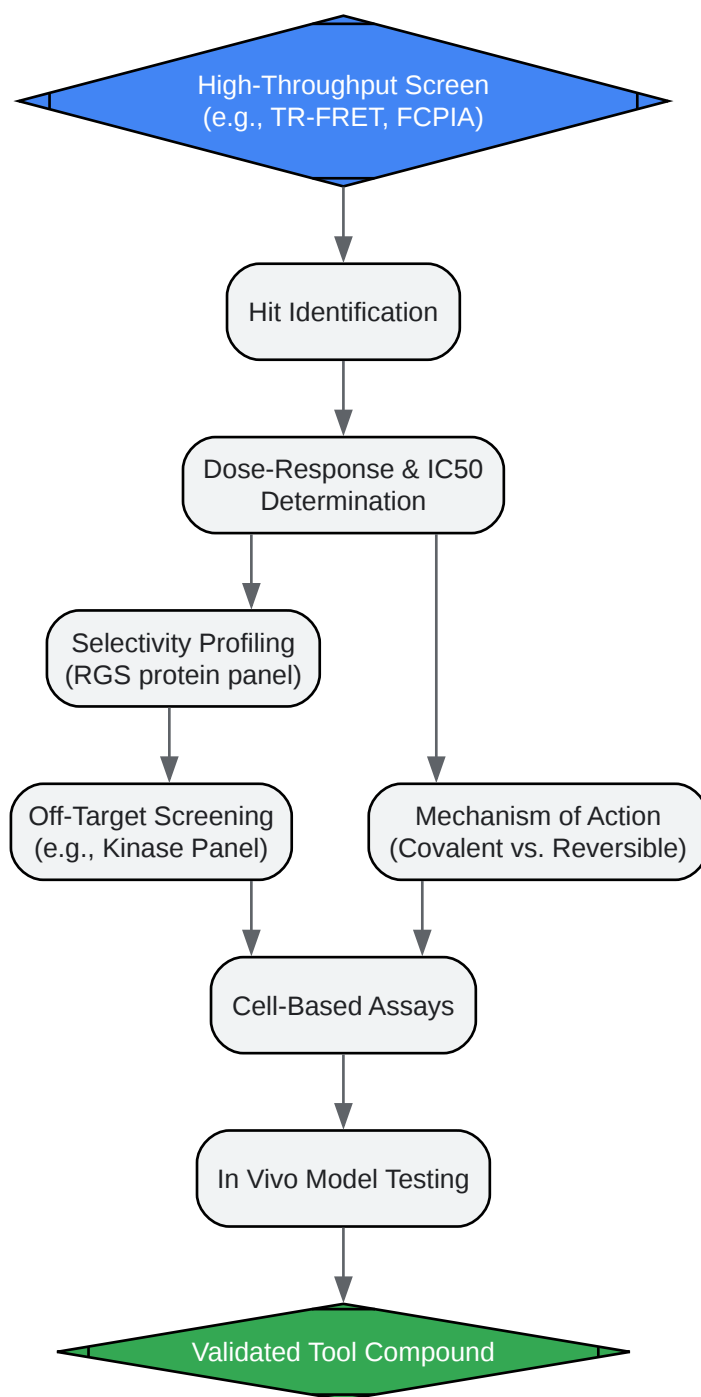 High-Throughput Screen
(e.g., TR-FRET, FCPIA)
Hit Identification
Dose-Response & IC50
Determination
Selectivity Profiling
(RGS protein panel)
Off-Target Screening
(e.g., Kinase Panel)
Mechanism of Action
(Covalent vs. Reversible)
Cell-Based Assays
In Vivo Model Testing
Validated Tool Compound